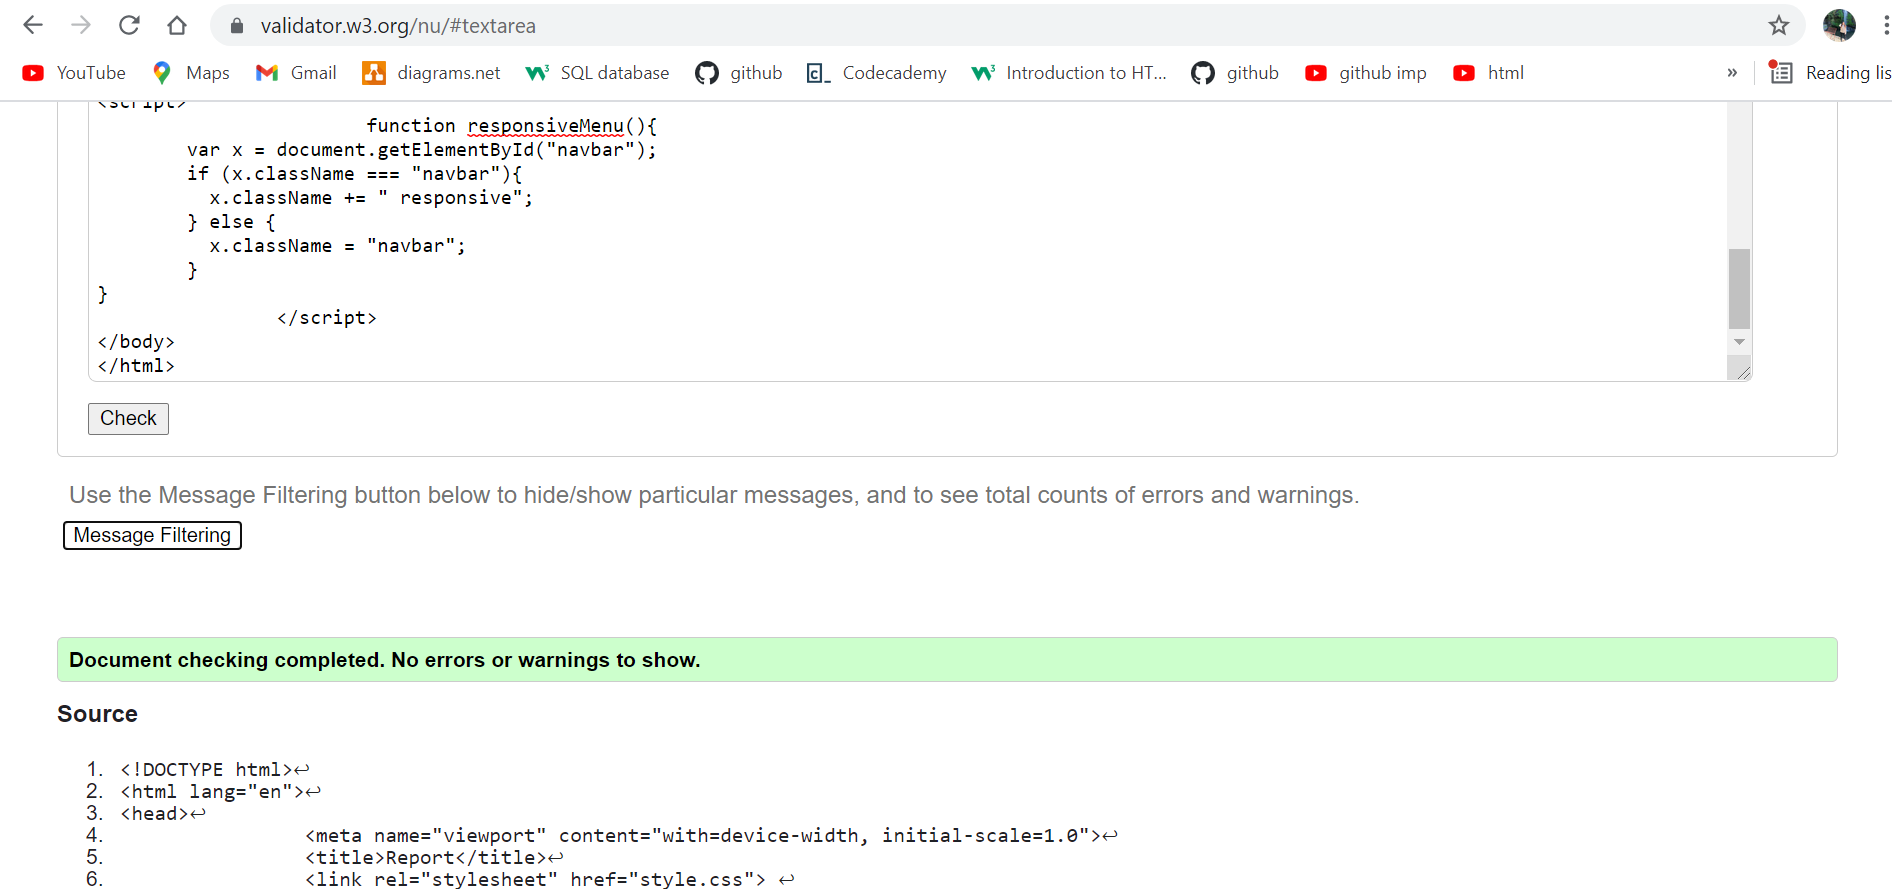 validator.w3.org/nu/#textarea
YouTube Maps Gmail diagrams.net SQL database github Codecademy Introduction to HT... github github imp html » Reading lis
<script>
function responsiveMenu(){
var x = document.getElementById("navbar");
if (x.className === "navbar"){
x.className += " responsive";
} else {
x.className = "navbar";
}
}
</script>
</body>
</html>
Check
Use the Message Filtering button below to hide/show particular messages, and to see total counts of errors and warnings.
Message Filtering
Document checking completed. No errors or warnings to show.
Source
1. <!DOCTYPE html>↩
2. <html lang="en">↩
3. <head>↩
4. <meta name="viewport" content="with=device-width, initial-scale=1.0">↩
5. <title>Report</title>↩
6. <link rel="stylesheet" href="style.css"> ↩